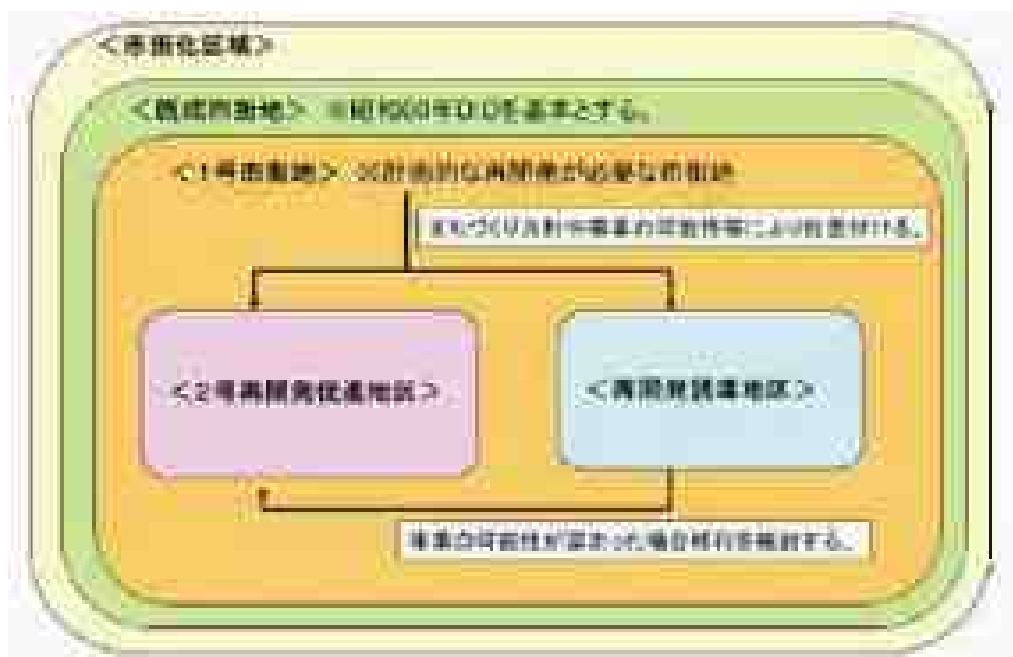 ＜市街化区域＞
＜既成市街地＞ ※昭和60年DIDを基本とする。
＜1号市街地＞ ※計画的な再開発が必要な市街地
まちづくり方針や事業の可能性等により位置付ける。
＜2号再開発促進地区＞
＜再開発誘導地区＞
事業の可能性が高まった場合移行を検討する。